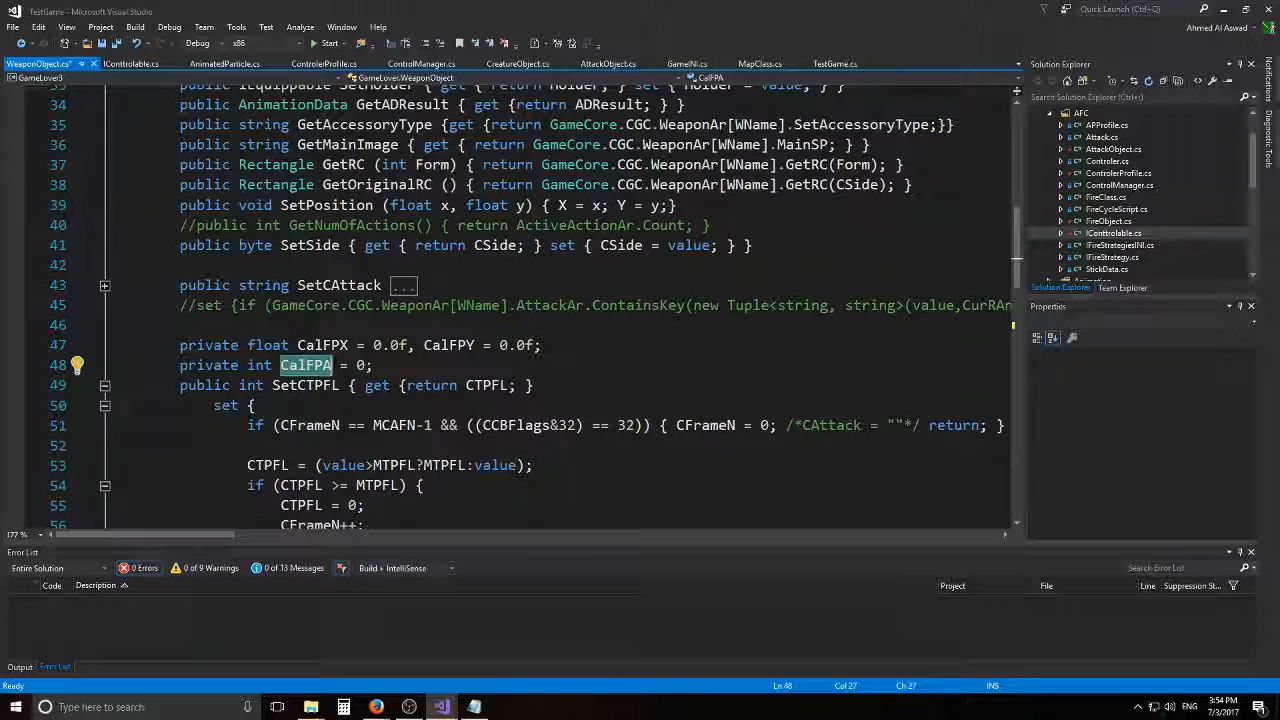 TestGame - Microsoft Visual Studio
Quick Launch (Ctrl+Q)
File Edit View Project Build Debug Team Tools Test Analyze Window Help
Ahmed Al Aswad
Debug x86 Start
WeaponObject.cs* IConttrolable.cs AnimatedParticle.cs ControlerProfile.cs ControlManager.cs CreatureObject.cs AttackObject.cs GameINI.cs MapClass.cs TestGame.cs
GameLover3 GameLover.WeaponObject CalFPA
33 public IEquippable SetHolder { get { return Holder; } set { Holder = value; } }
34 public AnimationData GetADResult { get {return ADResult; } }
35 public string GetAccessoryType {get {return GameCore.CGC.WeaponAr[WName].SetAccessoryType;}}
36 public string GetMainImage { get { return GameCore.CGC.WeaponAr[WName].MainSP; } }
37 public Rectangle GetRC (int Form) { return GameCore.CGC.WeaponAr[WName].GetRC(Form); }
38 public Rectangle GetOriginalRC () { return GameCore.CGC.WeaponAr[WName].GetRC(CSide); }
39 public void SetPosition (float x, float y) { X = x; Y = y;}
40 //public int GetNumOfActions() { return ActiveActionAr.Count; }
41 public byte SetSide { get { return CSide; } set { CSide = value; } }
42
43 public string SetCAttack ...
45 //set {if (GameCore.CGC.WeaponAr[WName].AttackAr.ContainsKey(new Tuple<string, string>(value,CurRAn
46
47 private float CalFPX = 0.0f, CalFPY = 0.0f;
48 private int CalFPA = 0;
49 public int SetCTPFL { get {return CTPFL; }
50 set {
51 if (CFrameN == MCAFN-1 && ((CCBFlags&32) == 32)) { CFrameN = 0; /*CAttack = ""*/ return; }
52
53 CTPFL = (value>MTPFL?MTPFL:value);
54 if (CTPFL >= MTPFL) {
55 CTPFL = 0;
56 CFrameN++;
177 %
Solution Explorer
Search Solution Explorer (Ctrl+;)
AFC
APProfile.cs
Attack.cs
AttackObject.cs
Controler.cs
ControlerProfile.cs
ControlManager.cs
FireClass.cs
FireCycleScript.cs
FireObject.cs
IConttrolable.cs
IFireStrategiesINI.cs
IFireStrategy.cs
StickData.cs
Solution Explorer Team Explorer
Properties
Notifications
Diagnostic Tools
Error List
Entire Solution 0 Errors 0 of 9 Warnings 0 of 13 Messages Build + IntelliSense
Search Error List
Code Description Project File Line Suppression St...
Output Error List
Ready Ln 48 Col 27 Ch 27 INS
Type here to search
ENG
3:54 PM
7/3/2017